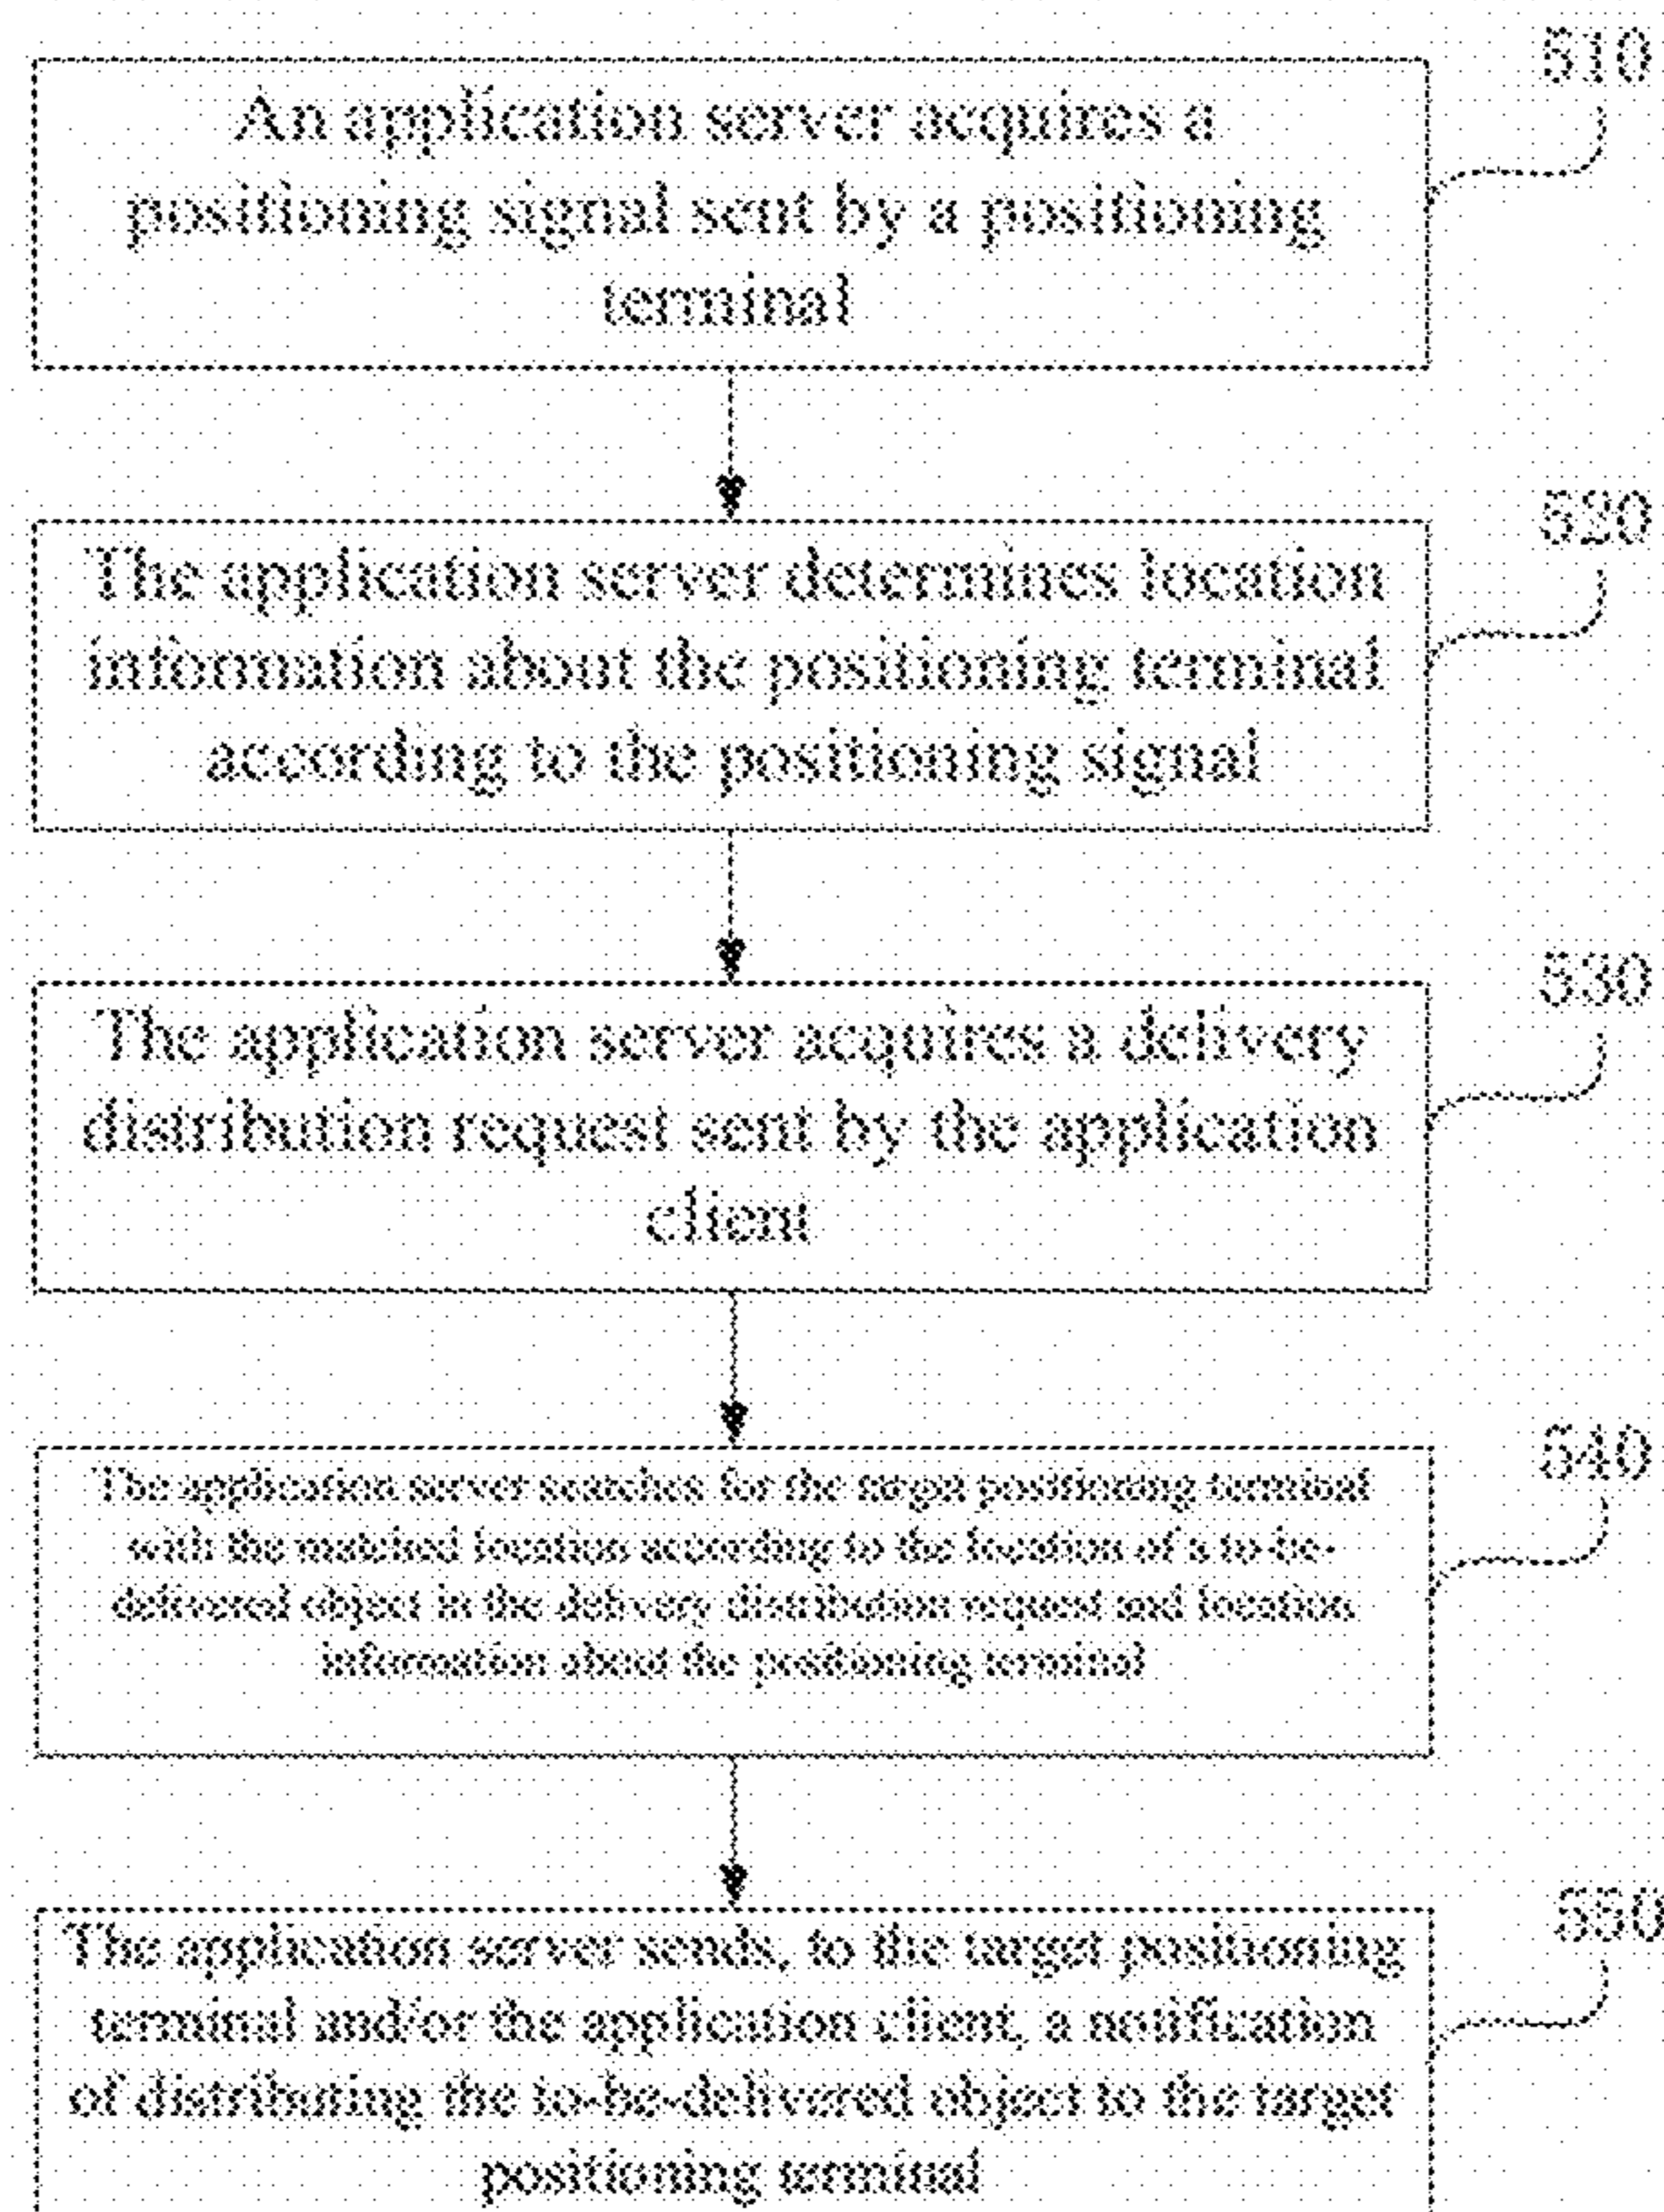 510
An application server acquires a
positioning signal sent by a positioning
terminal
520
The application server determines location
information about the positioning terminal
according to the positioning signal
530
The application server acquires a delivery
distribution request sent by the application
client
540
The application server searches for the target positioning terminal
with the matched location according to the location of a to-be-
delivered object in the delivery distribution request and location
information about the positioning terminal
550
The application server sends, to the target positioning
terminal and/or the application client, a notification
of distributing the to-be-delivered object to the target
positioning terminal